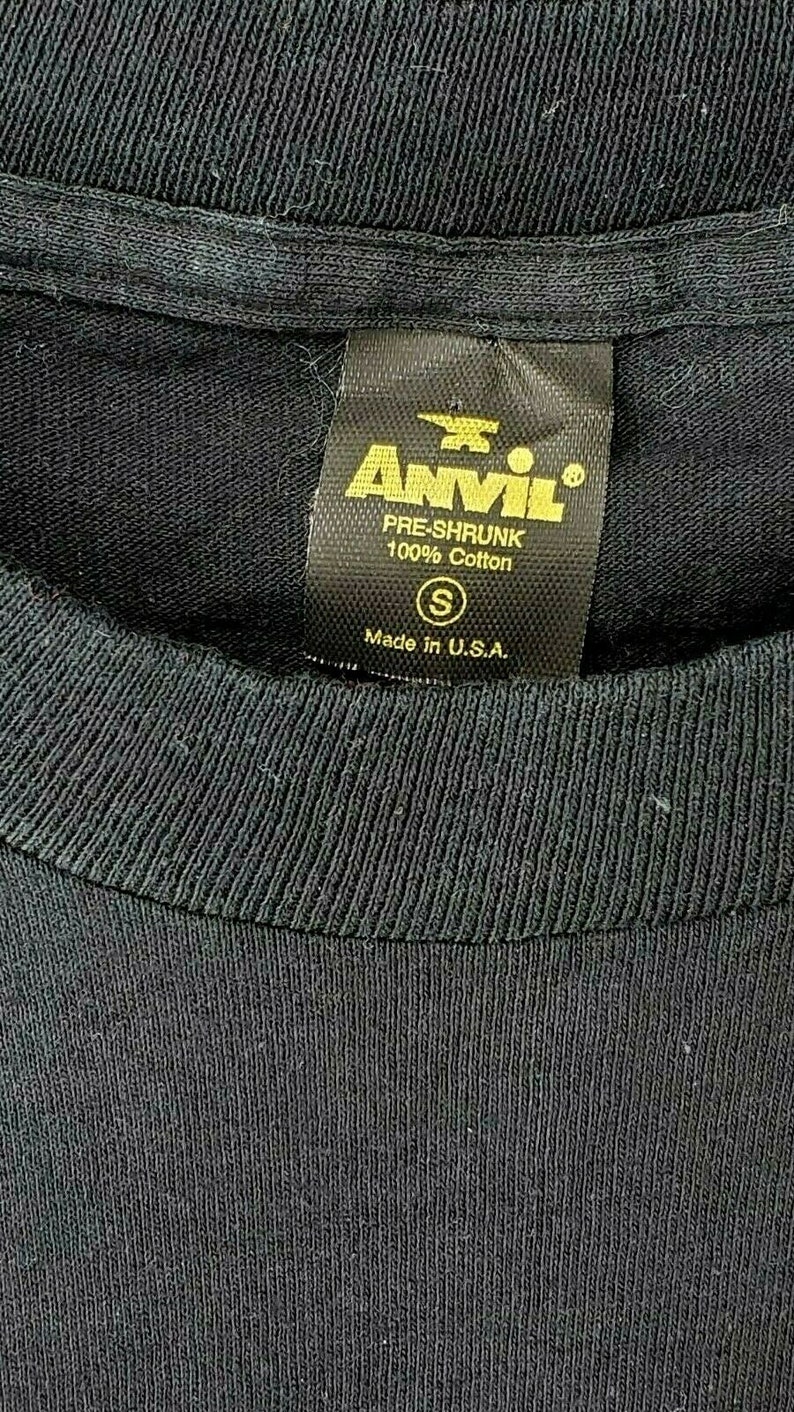 ANVIL®
PRE-SHRUNK
100% Cotton
S
Made in U.S.A.